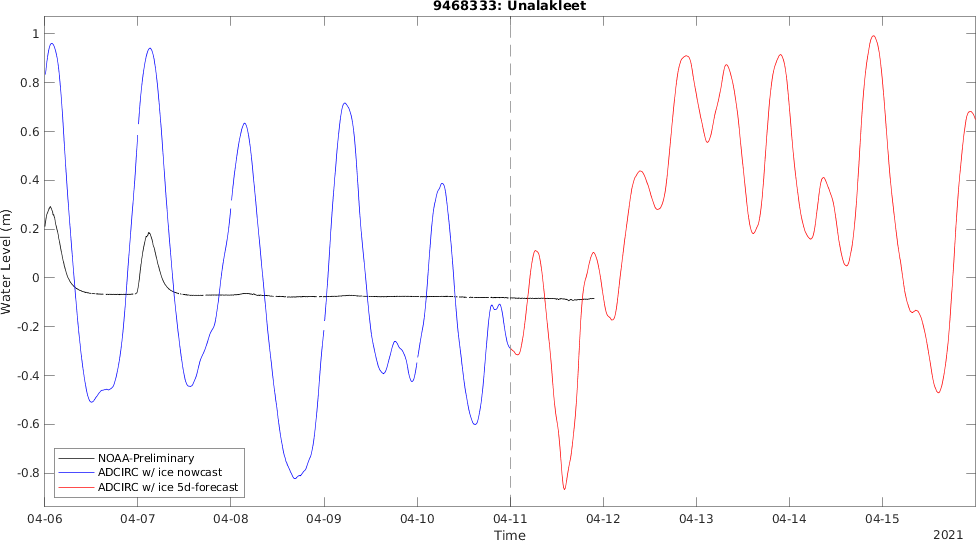 9468333: Unalakleet
1
0.8
0.6
0.4
0.2
0
-0.2
-0.4
-0.6
-0.8
Water Level (m)
NOAA-Preliminary
ADCIRC w/ ice nowcast
ADCIRC w/ ice 5d-forecast
04-06 04-07 04-08 04-09 04-10 04-11 04-12 04-13 04-14 04-15
Time
2021